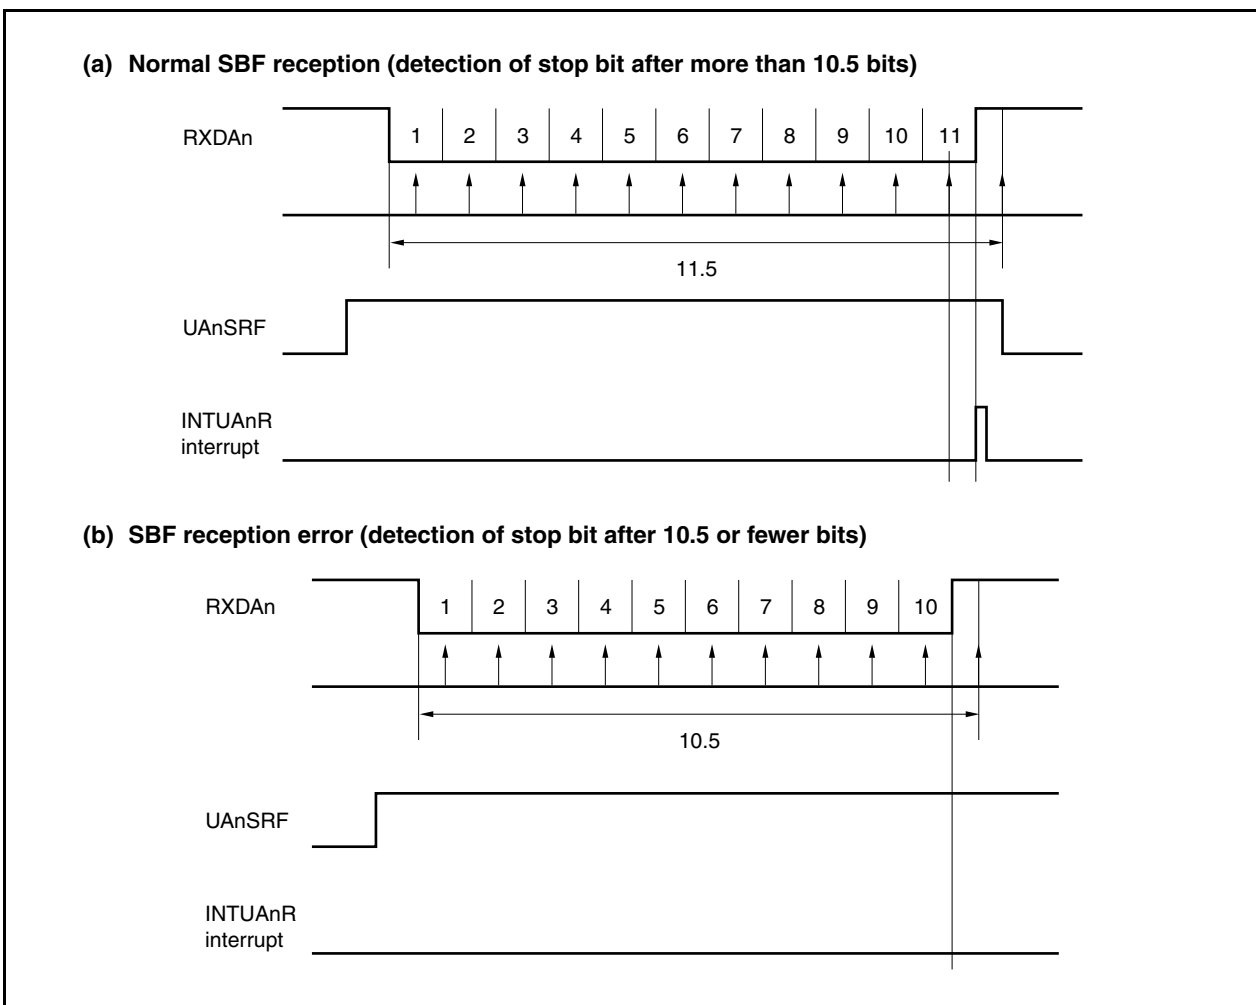 (a) Normal SBF reception (detection of stop bit after more than 10.5 bits)
RXDAn
1 2 3 4 5 6 7 8 9 10 11
11.5
UAnSRF
INTUAnR
interrupt
(b) SBF reception error (detection of stop bit after 10.5 or fewer bits)
RXDAn
1 2 3 4 5 6 7 8 9 10
10.5
UAnSRF
INTUAnR
interrupt